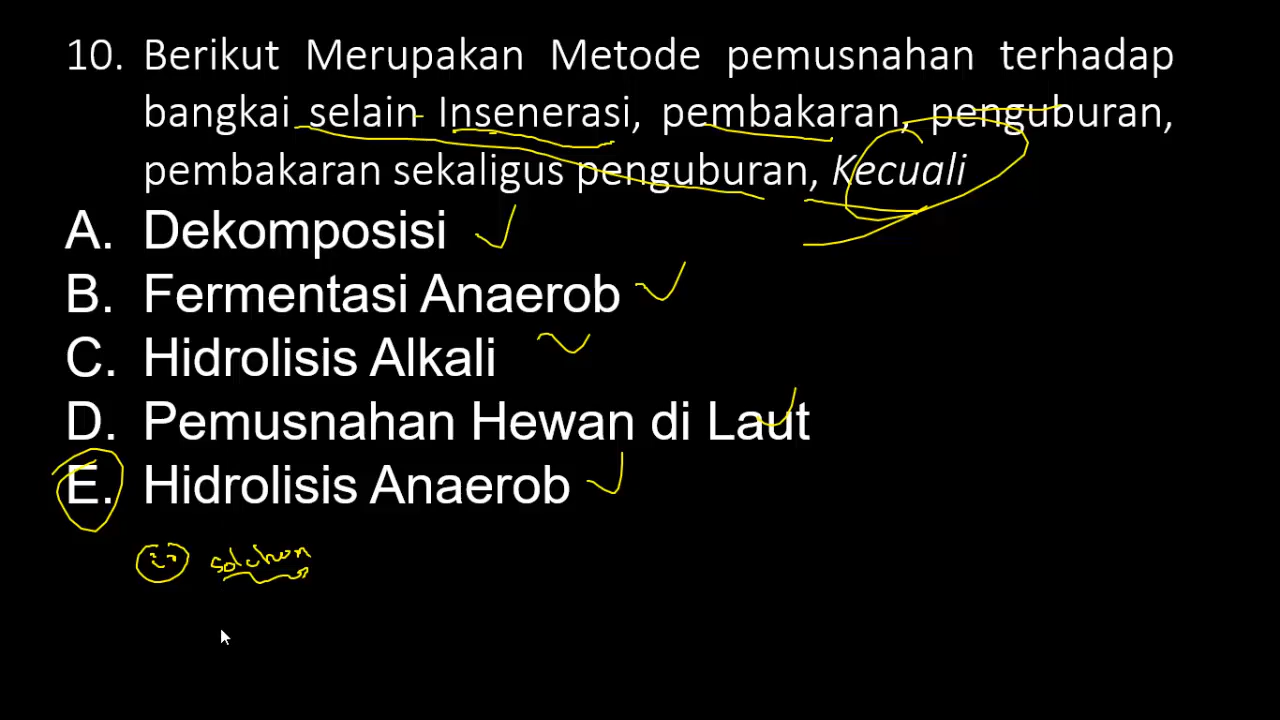 10. Berikut Merupakan Metode pemusnahan terhadap
bangkai selain Insenerasi, pembakaran, penguburan,
pembakaran sekaligus penguburan, Kecuali
A. Dekomposisi
B. Fermentasi Anaerob
C. Hidrolisis Alkali
D. Pemusnahan Hewan di Laut
E. Hidrolisis Anaerob